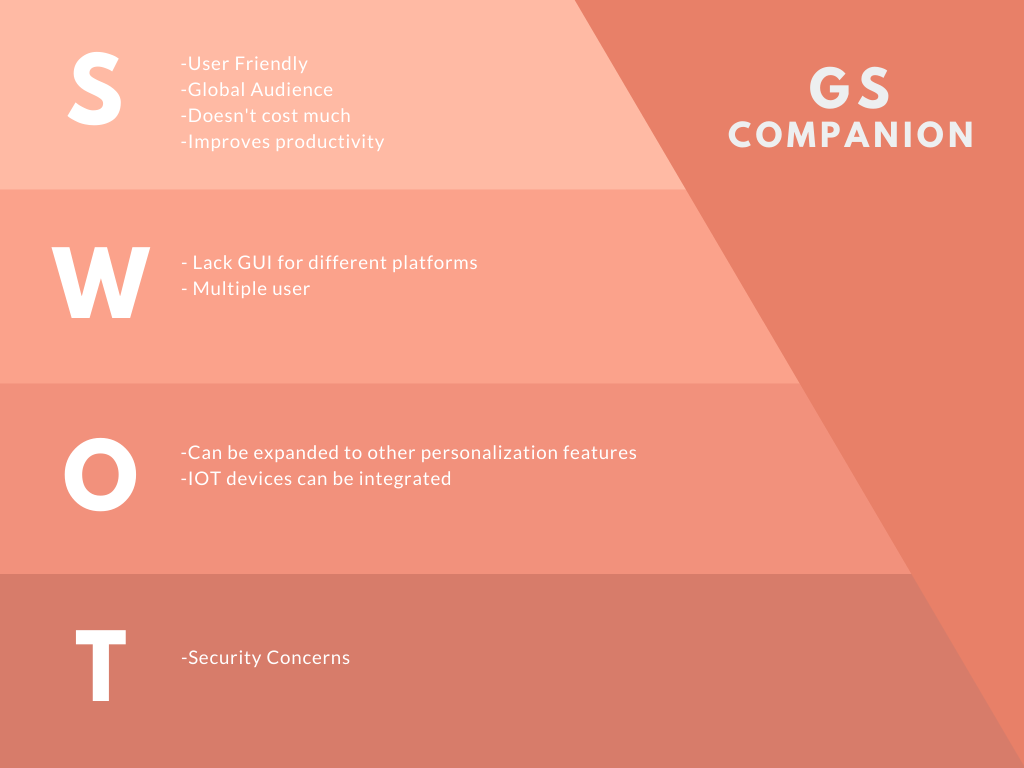 S
-User Friendly
-Global Audience
-Doesn't cost much
-Improves productivity
GS
COMPANION
W
- Lack GUI for different platforms
- Multiple user
O
-Can be expanded to other personalization features
-IOT devices can be integrated
T
-Security Concerns